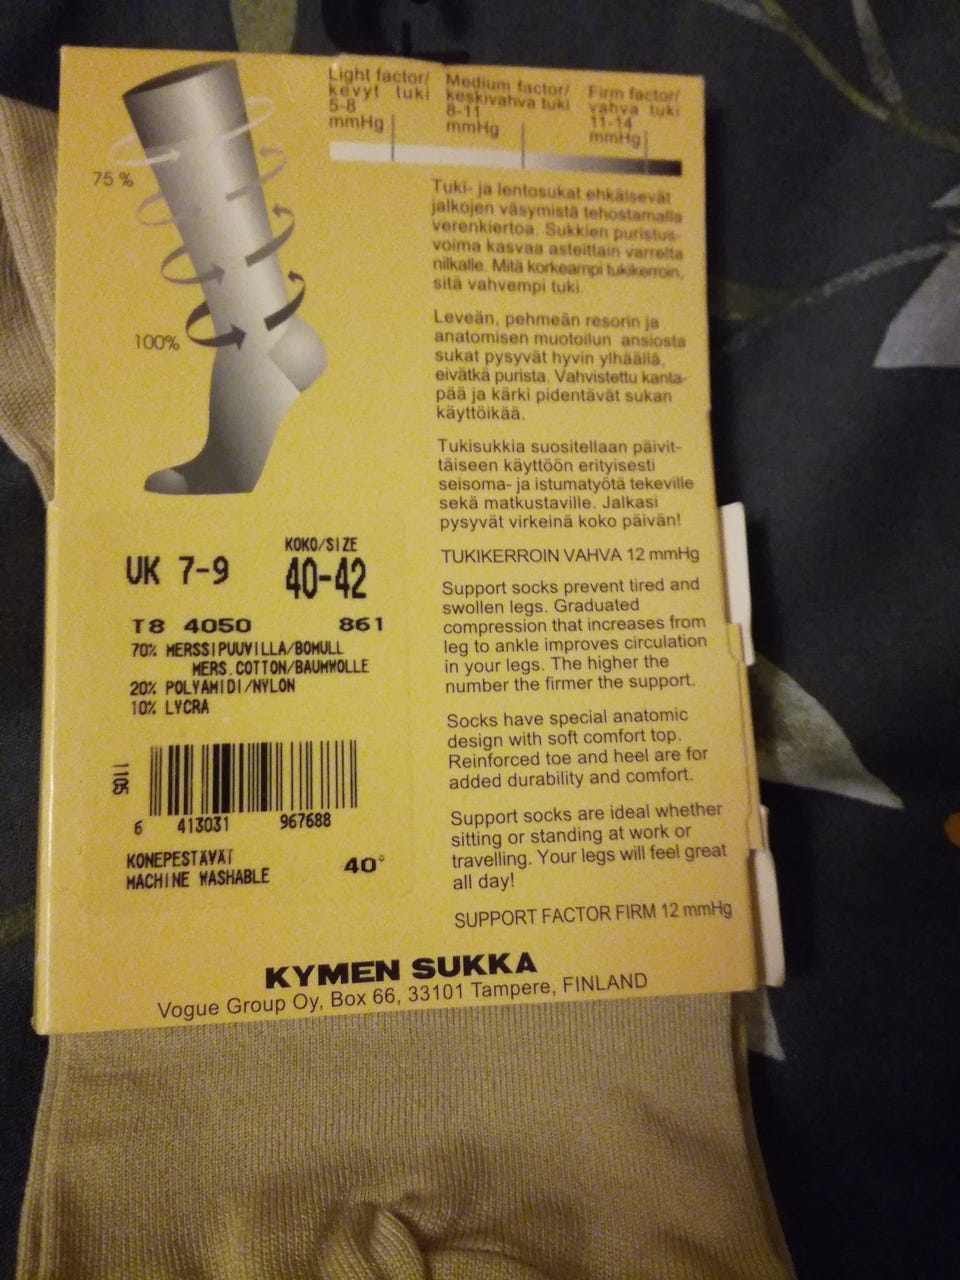 Light factor/
kevyt tuki
5-8
mmHg
Medium factor/
keskivahva tuki
8-11
mmHg
Firm factor/
vahva tuki
11-14
mmHg
75 %
100%
Tuki- ja lentosukat ehkäisevät
jalkojen väsymistä tehostamalla
verenkiertoa. Sukkien puristus-
voima kasvaa asteittain varrelta
nilkalle. Mitä korkeampi tukikerroin,
sitä vahvempi tuki.
Leveän, pehmeän resorin ja
anatomisen muotoilun ansiosta
sukat pysyvät hyvin ylhäällä,
eivätkä purista. Vahvistettu kanta-
pää ja kärki pidentävät sukan
käyttöikää.
Tukisukkia suositellaan päivit-
täiseen käyttöön erityisesti
seisoma- ja istumatyötä tekeville
sekä matkustaville. Jalkasi
pysyvät virkeinä koko päivän!
TUKIKERROIN VAHVA 12 mmHg
Support socks prevent tired and
swollen legs. Graduated
compression that increases from
leg to ankle improves circulation
in your legs. The higher the
number the firmer the support.
Socks have special anatomic
design with soft comfort top.
Reinforced toe and heel are for
added durability and comfort.
Support socks are ideal whether
sitting or standing at work or
travelling. Your legs will feel great
all day!
SUPPORT FACTOR FIRM 12 mmHg
KOKO/SIZE
UK 7-9 40-42
T8 4050 861
70% MERSSIPUUVILLA/BOMULL
MERS.COTTON/BAUMWOLLE
20% POLYAMIDI/NYLON
10% LYCRA
1105
6 413031 967688
KONEPESTÄVÄ/
MACHINE WASHABLE 40°
KYMEN SUKKA
Vogue Group Oy, Box 66, 33101 Tampere, FINLAND